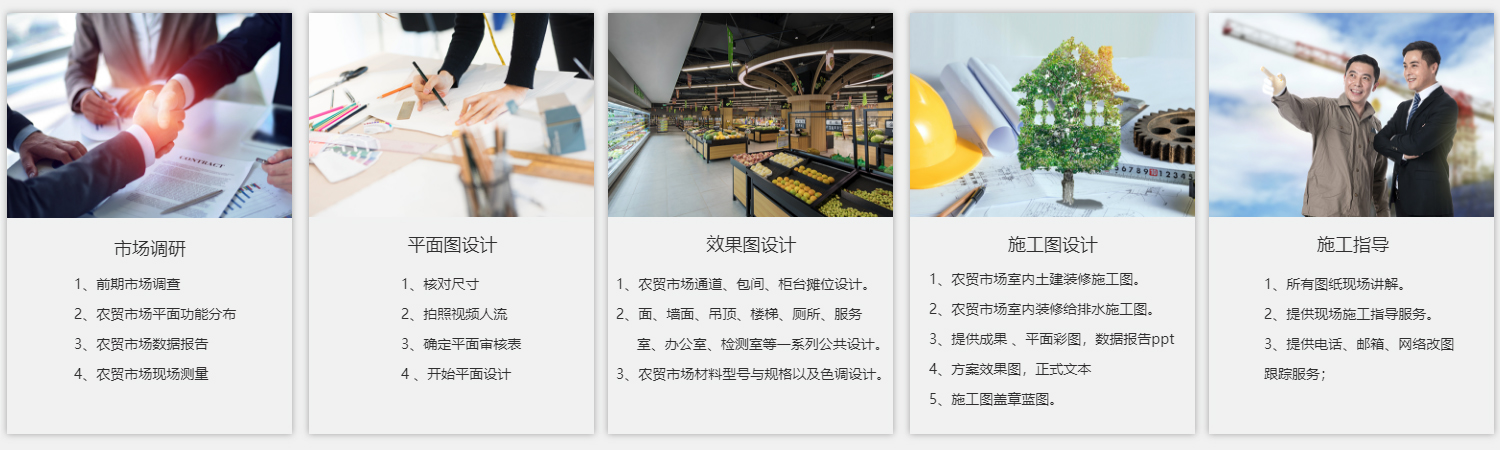 市场调研
1、前期市场调查
2、农贸市场平面功能分布
3、农贸市场数据报告
4、农贸市场现场测量
平面图设计
1、核对尺寸
2、拍照视频人流
3、确定平面审核表
4 、开始平面设计
效果图设计
1、农贸市场通道、包间、柜台摊位设计。
2、面、墙面、吊顶、楼梯、厕所、服务
室、办公室、检测室等一系列公共设计。
3、农贸市场材料型号与规格以及色调设计。
施工图设计
1、农贸市场室内土建装修施工图。
2、农贸市场室内装修给排水施工图。
3、提供成果 、平面彩图，数据报告ppt
4、方案效果图，正式文本
5、施工图盖章蓝图。
施工指导
1、所有图纸现场讲解。
2、提供现场施工指导服务。
3、提供电话、邮箱、网络改图
跟踪服务；
CONTRACT